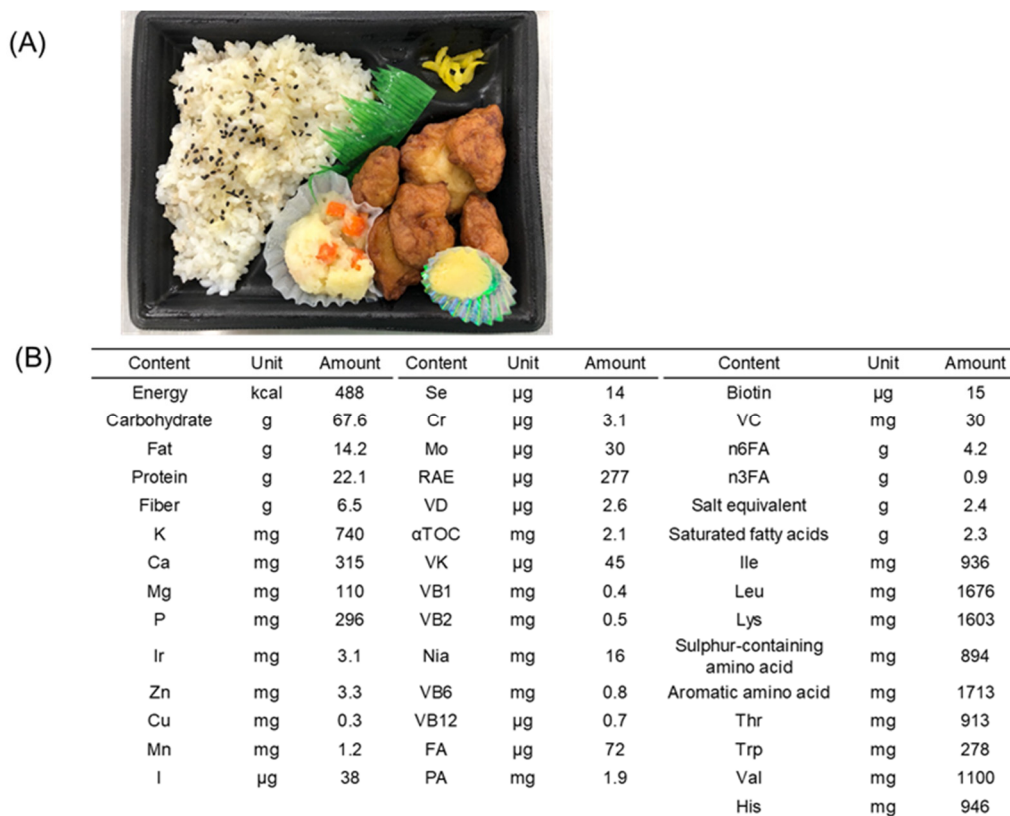 (A)
(B)
Content Unit Amount Content Unit Amount Content Unit Amount
Energy kcal 488 Se µg 14 Biotin µg 15
Carbohydrate g 67.6 Cr µg 3.1 VC mg 30
Fat g 14.2 Mo µg 30 n6FA g 4.2
Protein g 22.1 RAE µg 277 n3FA g 0.9
Fiber g 6.5 VD µg 2.6 Salt equivalent g 2.4
K mg 740 αTOC mg 2.1 Saturated fatty acids g 2.3
Ca mg 315 VK µg 45 Ile mg 936
Mg mg 110 VB1 mg 0.4 Leu mg 1676
P mg 296 VB2 mg 0.5 Lys mg 1603
Ir mg 3.1 Nia mg 16 Sulphur-containing amino acid mg 894
Zn mg 3.3 VB6 mg 0.8 Aromatic amino acid mg 1713
Cu mg 0.3 VB12 µg 0.7 Thr mg 913
Mn mg 1.2 FA µg 72 Trp mg 278
I µg 38 PA mg 1.9 Val mg 1100
His mg 946